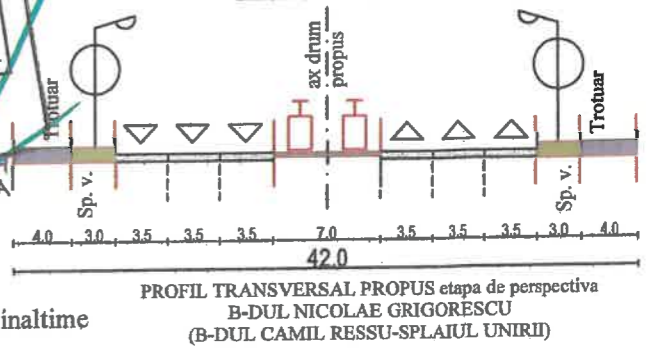 ax drum
propus
Trotuar
Trotuar
Sp. v.
Sp. v.
4.0 3.0 3.5 3.5 3.5 7.0 3.5 3.5 3.5 3.0 4.0
42.0
PROFIL TRANSVERSAL PROPUS etapa de perspectiva
B-DUL NICOLAE GRIGORESCU
(B-DUL CAMIL RESSU-SPLAIUL UNIRII)
inaltime